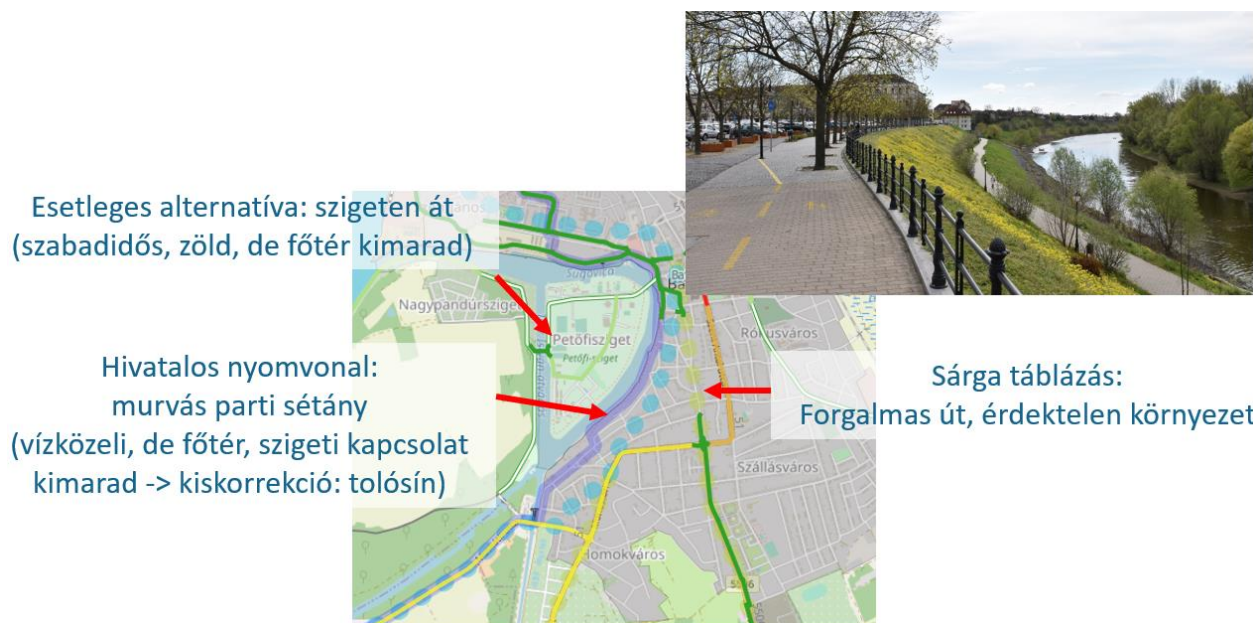 Esetleges alternatíva: szigeten át
(szabadidős, zöld, de főtér kimarad)
Hivatalos nyomvonal:
murvás parti sétány
(vízközeli, de főtér, szigeti kapcsolat
kimarad -> kiskorrekció: tolósín)
Sárga táblázás:
Forgalmas út, érdektelen környezet
Sugovica
Nagypandúrsziget
Petőfisziget
Petőfi-sziget
Rókusváros
Szállásváros
Homokváros